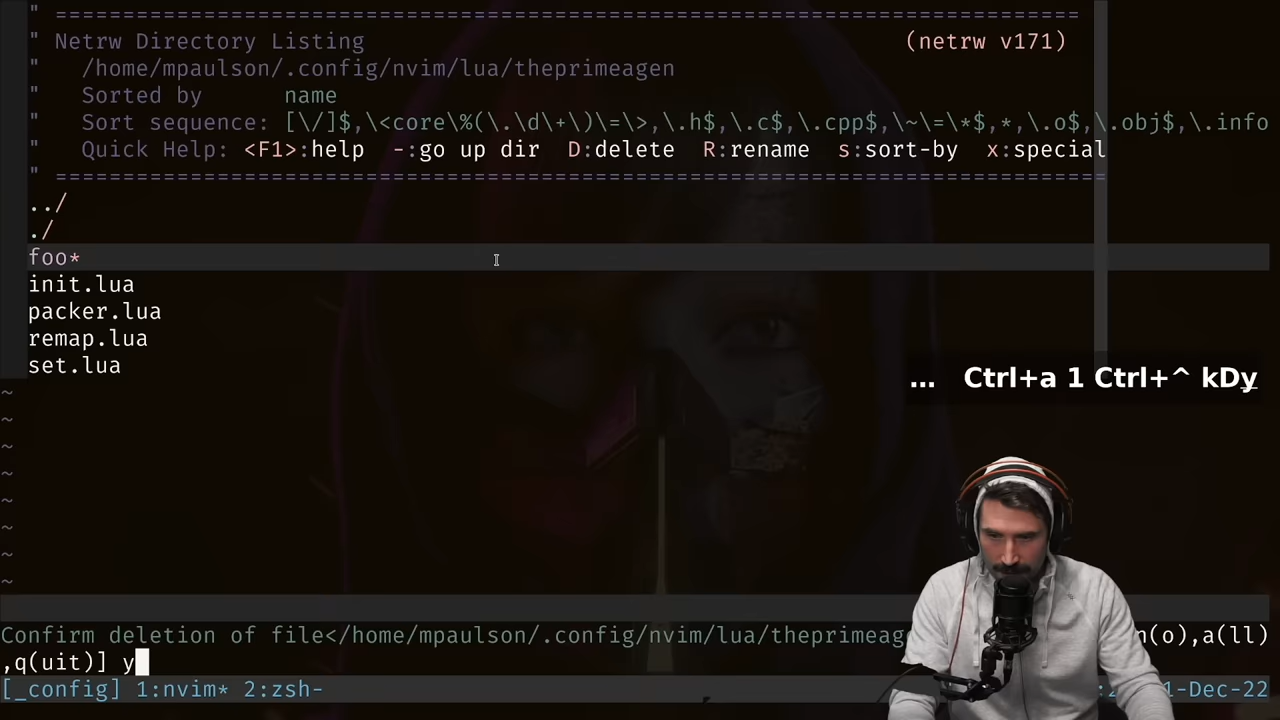 " ============================================================================
" Netrw Directory Listing (netrw v171)
" /home/mpaulson/.config/nvim/lua/theprimeagen
" Sorted by name
" Sort sequence: [\/]$,\<core\%(\.\d\+\)\=\>,\.h$,\.c$,\.cpp$,\~\=\*$,*,\.o$,\.obj$,\.info
" Quick Help: <F1>:help -:go up dir D:delete R:rename s:sort-by x:special
" ==============================================================================
../
./
foo*
init.lua
packer.lua
remap.lua
set.lua
~
~
~
~
~
~
~
~
... Ctrl+a 1 Ctrl+^ kDy
Confirm deletion of file</home/mpaulson/.config/nvim/lua/theprimeag n(o),a(ll)
,q(uit)] y
[_config] 1:nvim* 2:zsh- 1-Dec-22